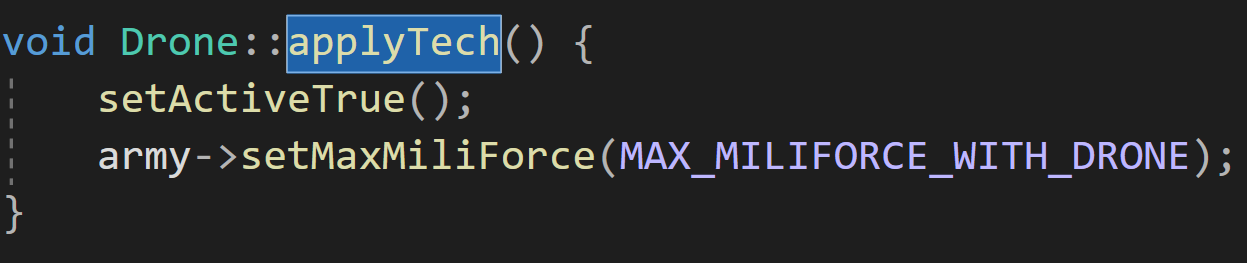 void Drone::applyTech() {
setActiveTrue();
army->setMaxMiliForce(MAX_MILIFORCE_WITH_DRONE);
}